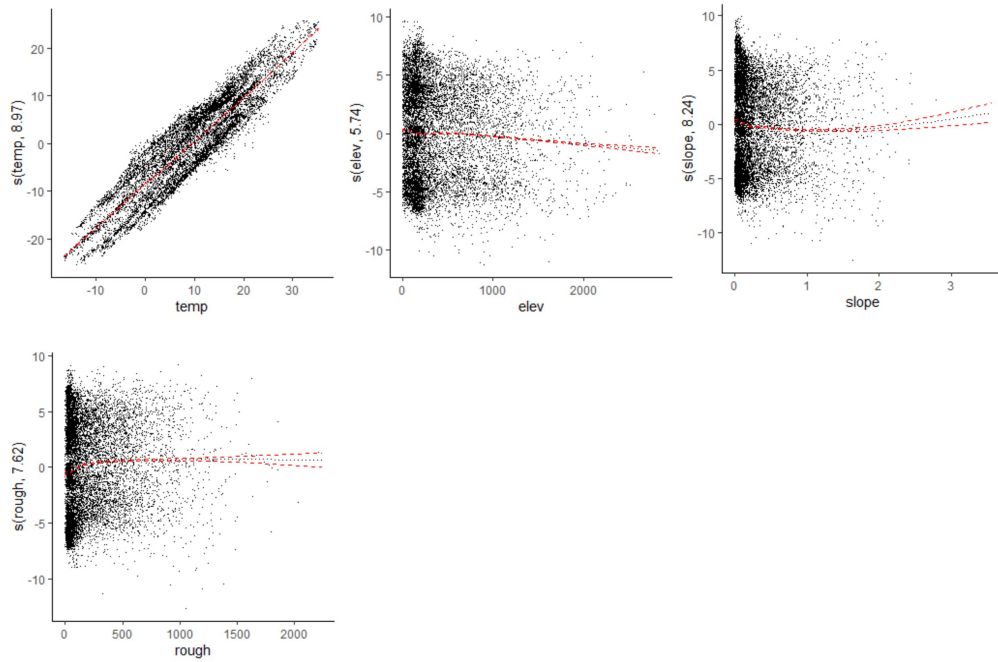 s(temp, 8.97)
20
10
0
-10
-20
-10 0 10 20 30
temp
s(elev, 5.74)
10
5
0
-5
-10
0 1000 2000
elev
s(slope, 8.24)
10
5
0
-5
-10
0 1 2 3
slope
s(rough, 7.62)
10
5
0
-5
-10
0 500 1000 1500 2000
rough